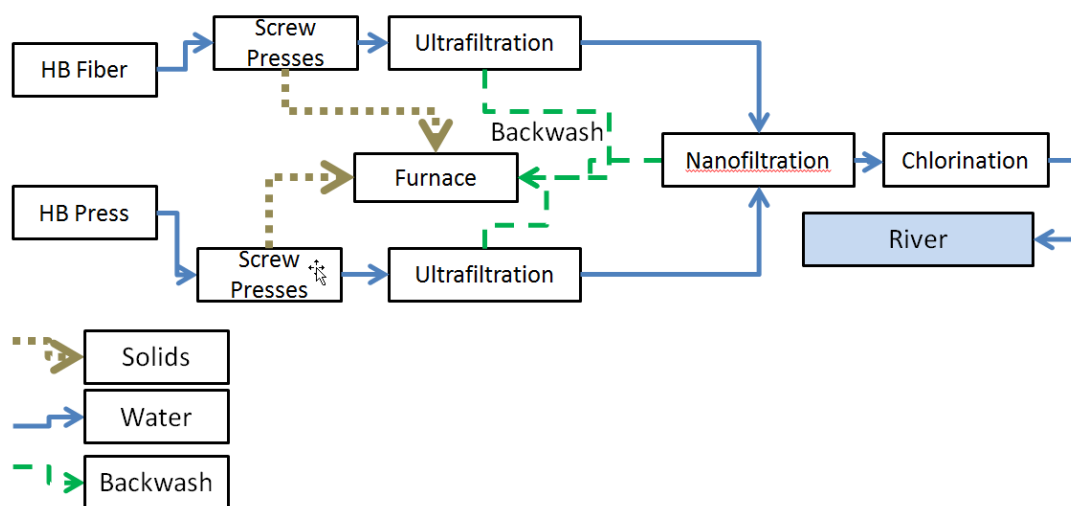 Screw
Presses
Ultrafiltration
HB Fiber
Backwash
Nanofiltration
Chlorination
Furnace
HB Press
River
Screw
Presses
Ultrafiltration
Solids
Water
Backwash